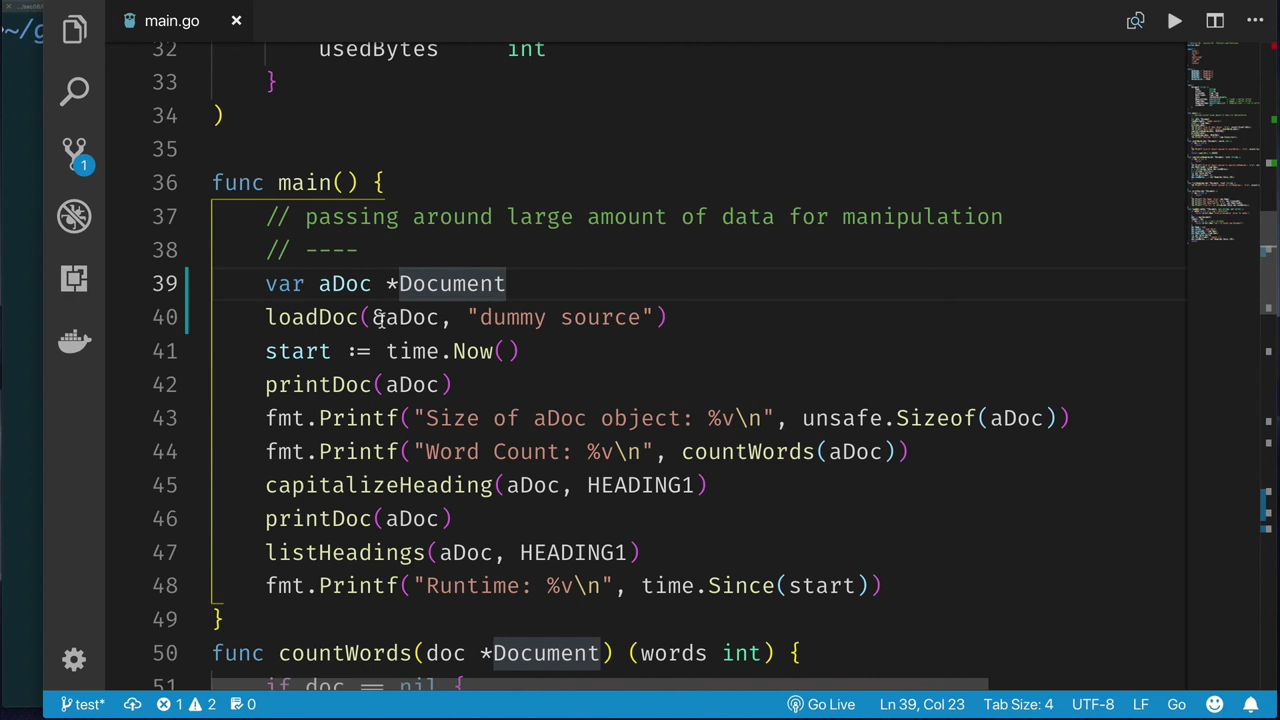 main.go
32 usedBytes int
33 }
34 )
35
36 func main() {
37 // passing around large amount of data for manipulation
38 // ----
39 var aDoc *Document
40 loadDoc(&aDoc, "dummy source")
41 start := time.Now()
42 printDoc(aDoc)
43 fmt.Printf("Size of aDoc object: %v\n", unsafe.Sizeof(aDoc))
44 fmt.Printf("Word Count: %v\n", countWords(aDoc))
45 capitalizeHeading(aDoc, HEADING1)
46 printDoc(aDoc)
47 listHeadings(aDoc, HEADING1)
48 fmt.Printf("Runtime: %v\n", time.Since(start))
49 }
50 func countWords(doc *Document) (words int) {
51 if doc == nil {
1
test* 1 2 0 Go Live Ln 39, Col 23 Tab Size: 4 UTF-8 LF Go